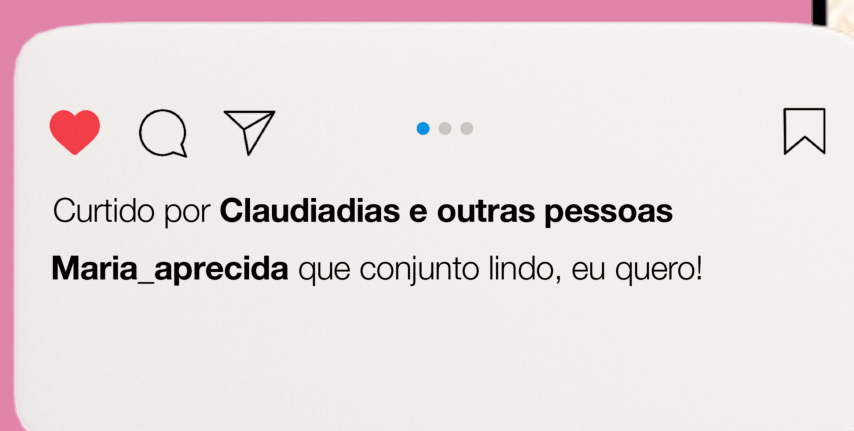 Curtido por Claudiadias e outras pessoas
Maria_aprecida que conjunto lindo, eu quero!